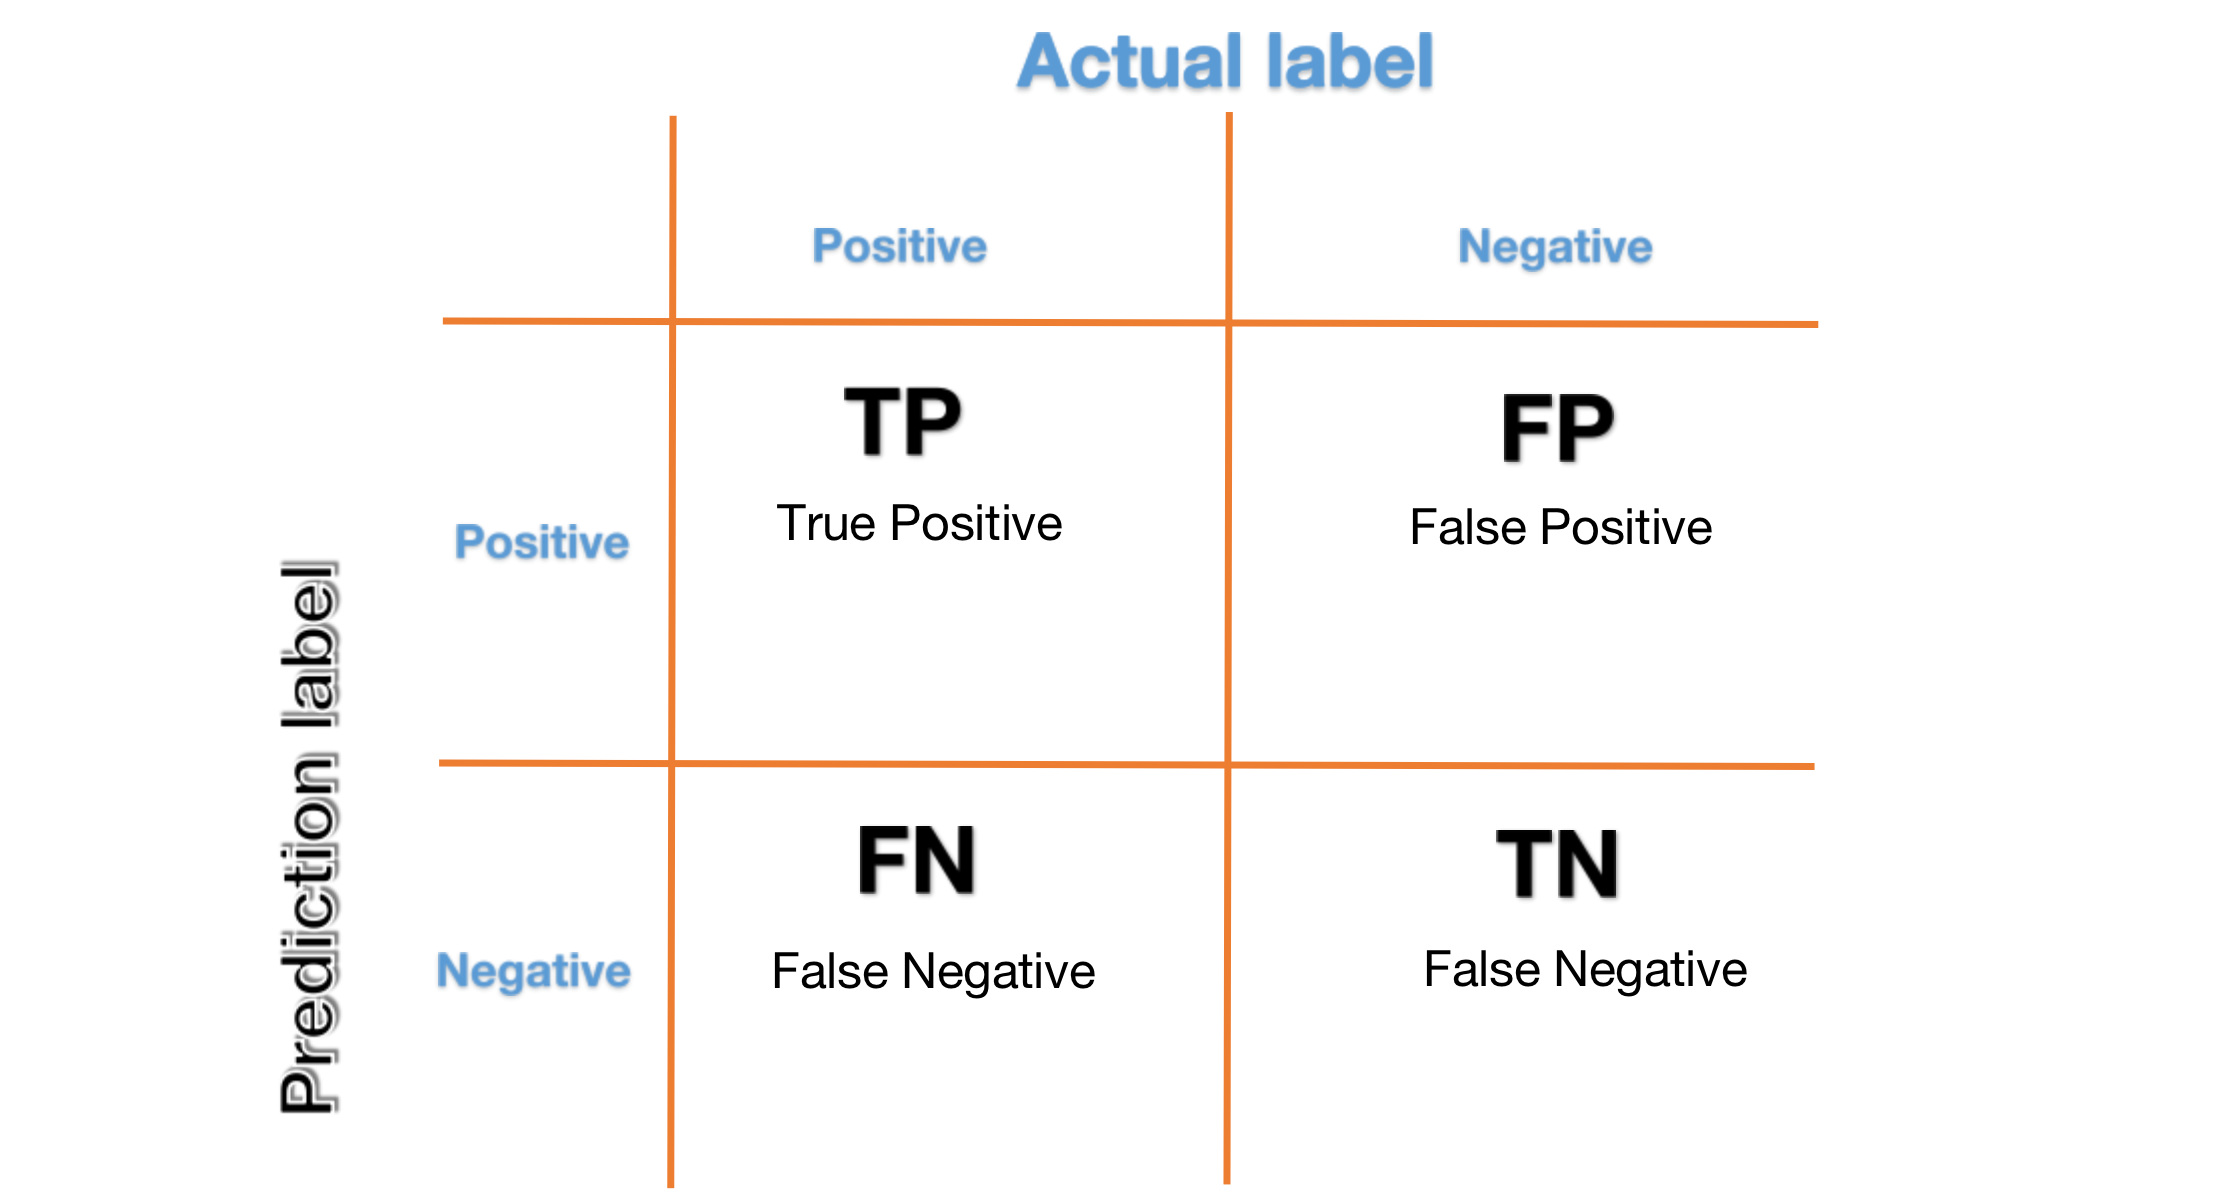 Actual label
Positive
Negative
TP
FP
True Positive
False Positive
Positive
Prediction label
FN
TN
False Negative
False Negative
Negative